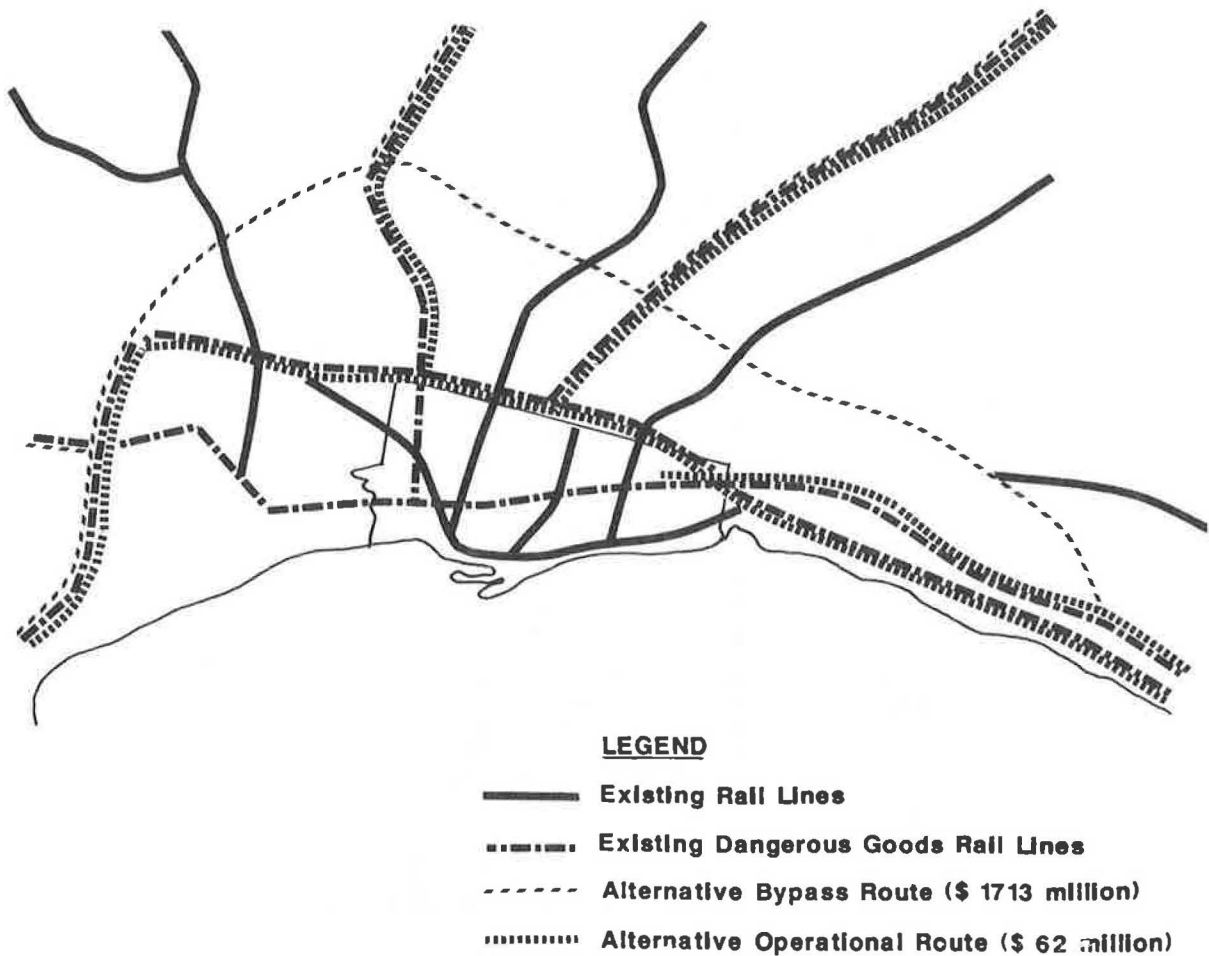 LEGEND
Existing Rail Lines
Existing Dangerous Goods Rail Lines
Alternative Bypass Route ($ 1713 million)
Alternative Operational Route ($ 62 million)